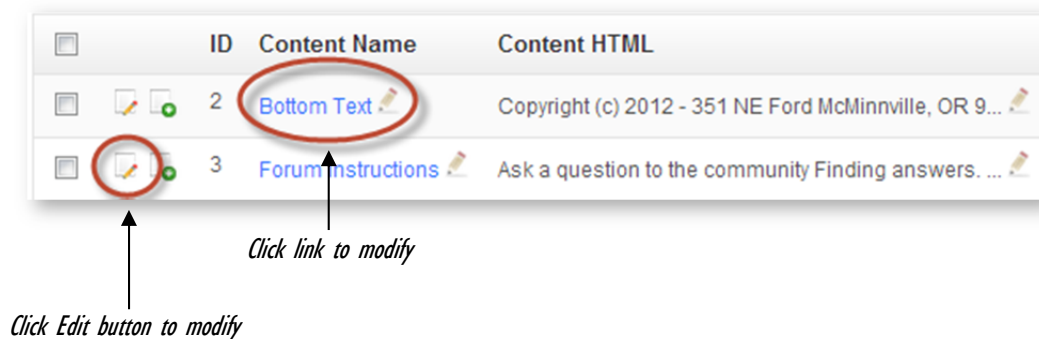 ID Content Name Content HTML
2 Bottom Text Copyright (c) 2012 - 351 NE Ford McMinnville, OR 9...
3 Forum Instructions Ask a question to the community Finding answers. ...
Click link to modify
Click Edit button to modify